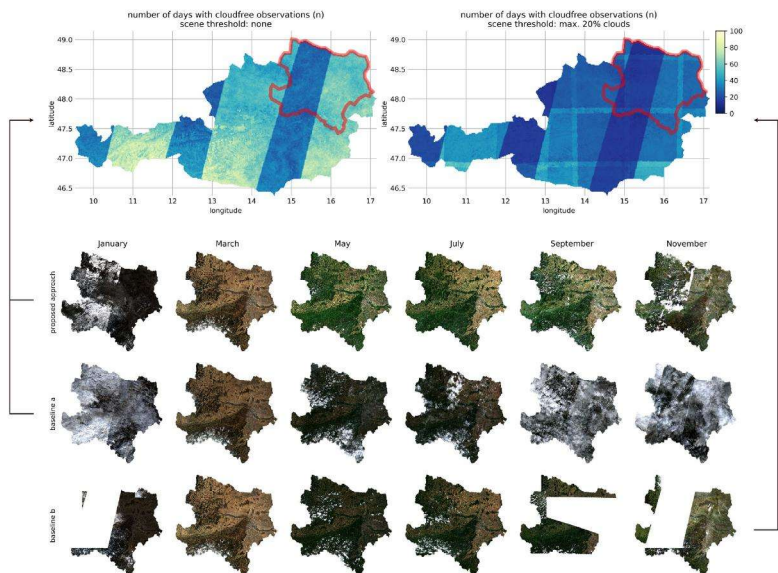 number of days with cloudfree observations (n)
scene threshold: none
number of days with cloudfree observations (n)
scene threshold: max. 20% clouds
49.0
48.5
48.0
47.5
47.0
46.5
latitude
10 11 12 13 14 15 16 17
longitude
49.0
48.5
48.0
47.5
47.0
46.5
latitude
10 11 12 13 14 15 16 17
longitude
100
80
60
40
20
0
January March May July September November
proposed approach
baseline a
baseline b